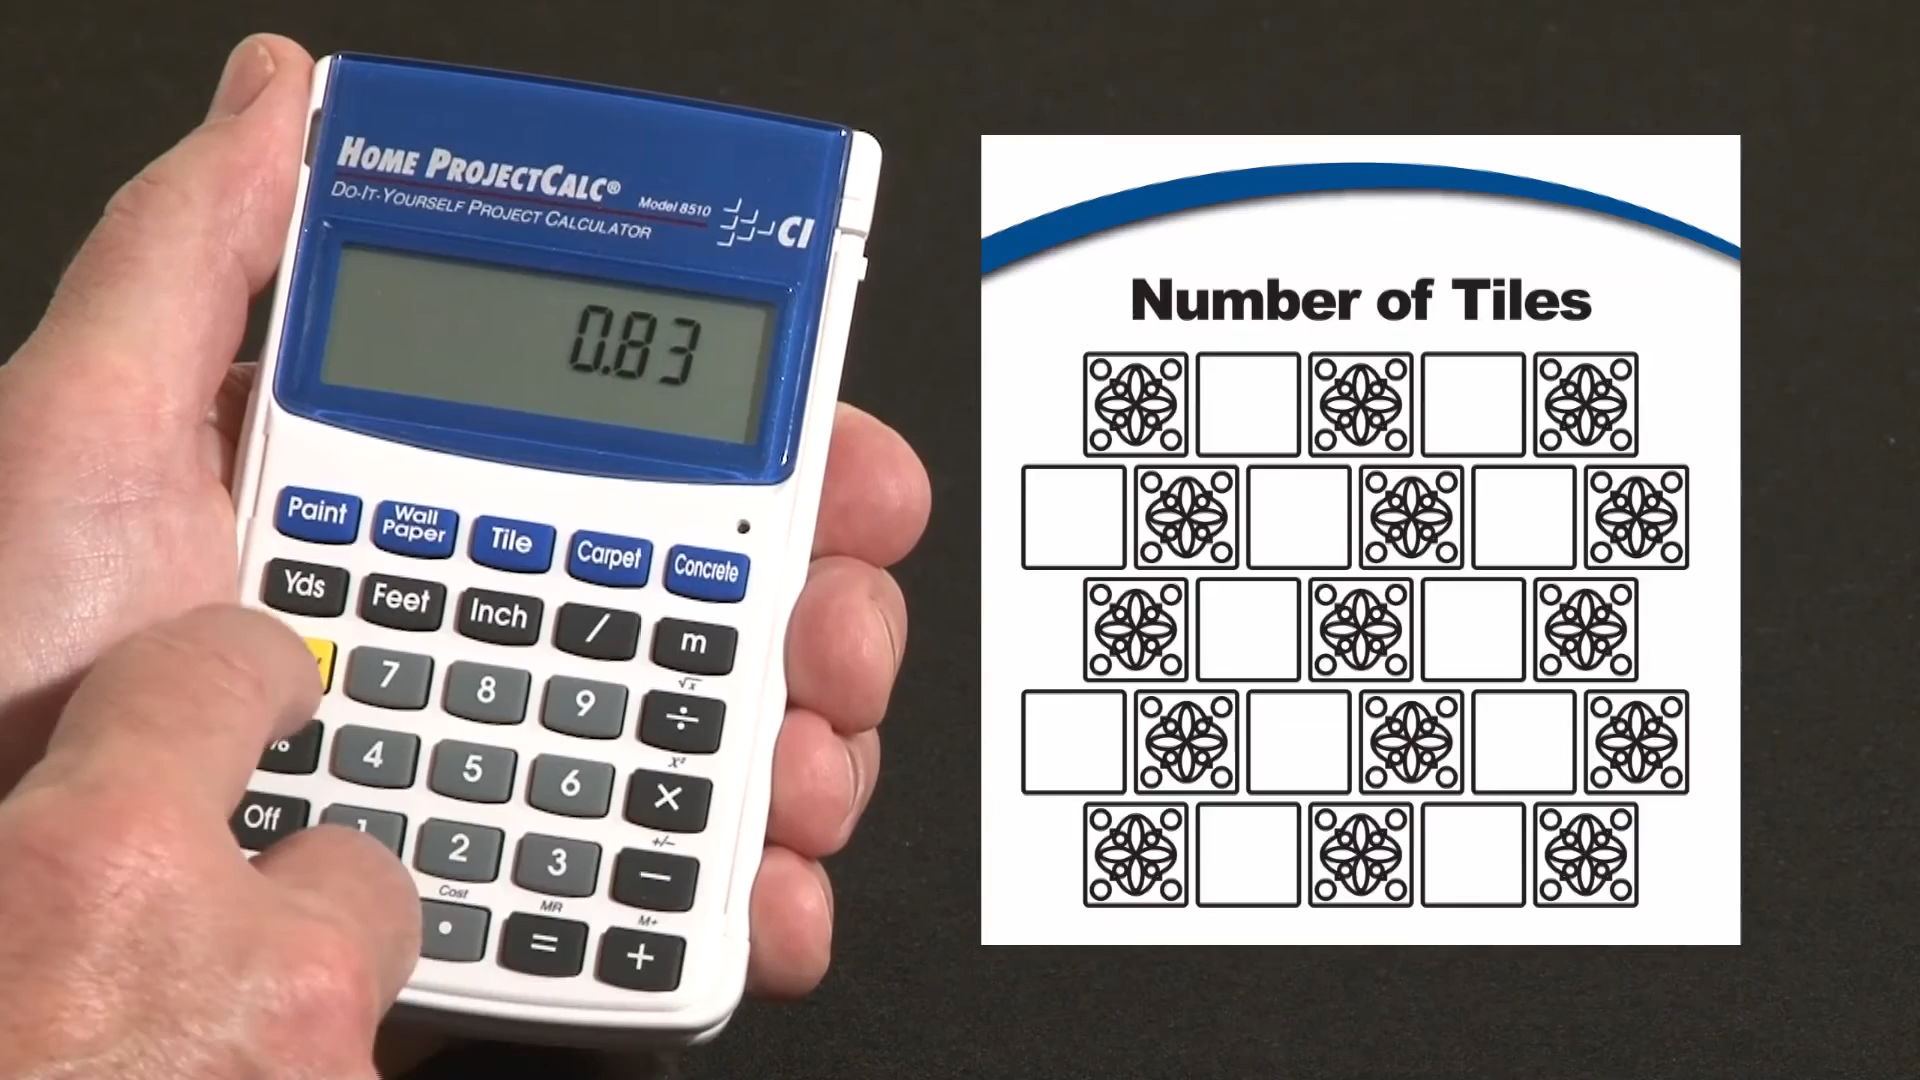 HOME PROJECTCALC®
DO-IT-YOURSELF PROJECT CALCULATOR
Model 8510
CI
0.83
Paint
Wall
Paper
Tile
Carpet
Concrete
Yds
Feet
Inch
/
m
7
8
9
√x
÷
%
4
5
6
x²
×
Off
1
2
3
+/−
−
Cost
MR
M+
•
=
+
Number of Tiles